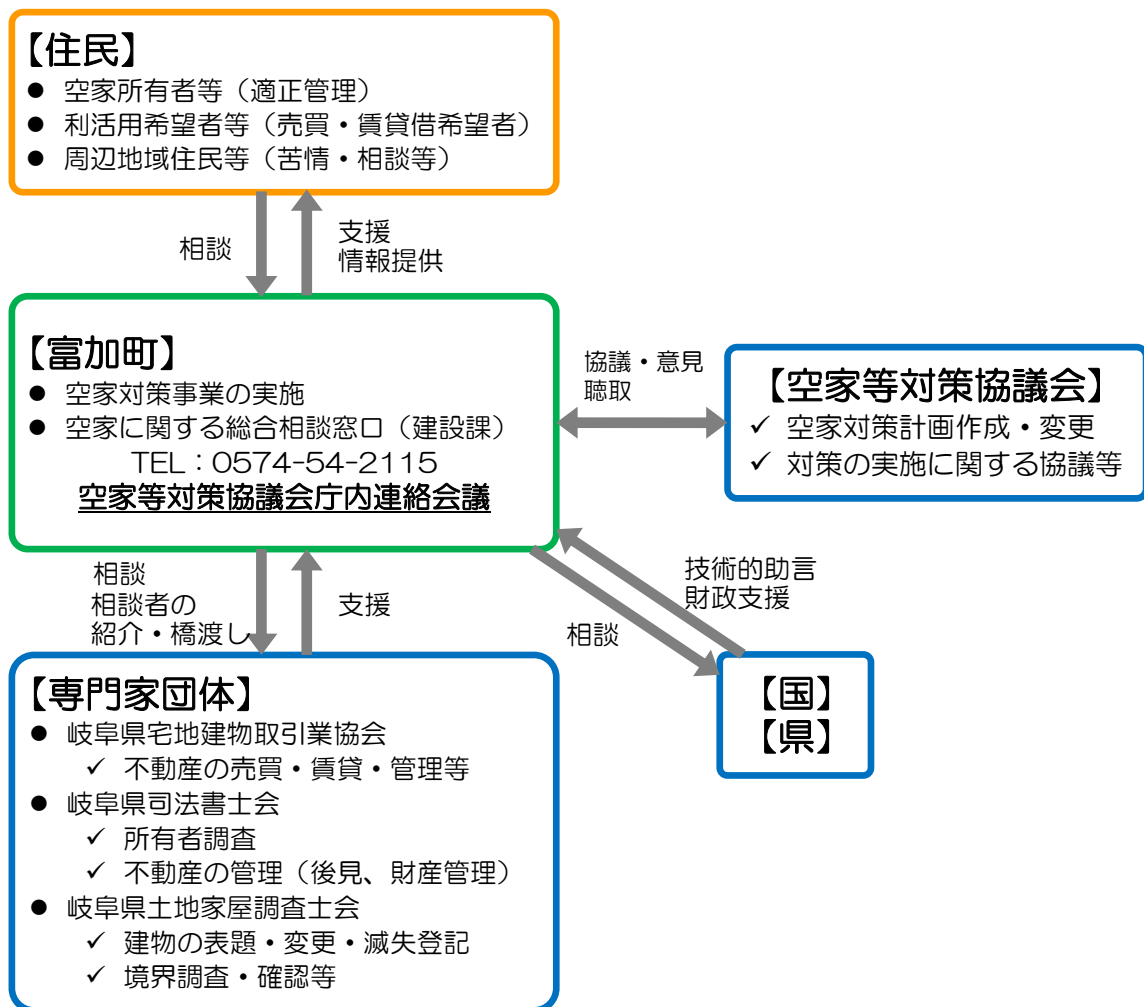 【住民】
● 空家所有者等（適正管理）
● 利活用希望者等（売買・賃貸借希望者）
● 周辺地域住民等（苦情・相談等）
相談
支援
情報提供
【富加町】
● 空家対策事業の実施
● 空家に関する総合相談窓口（建設課）
TEL：0574-54-2115
空家等対策協議会庁内連絡会議
協議・意見
聴取
【空家等対策協議会】
✓ 空家対策計画作成・変更
✓ 対策の実施に関する協議等
相談
相談者の
紹介・橋渡し
支援
相談
技術的助言
財政支援
【国】
【県】
【専門家団体】
● 岐阜県宅地建物取引業協会
✓ 不動産の売買・賃貸・管理等
● 岐阜県司法書士会
✓ 所有者調査
✓ 不動産の管理（後見、財産管理）
● 岐阜県土地家屋調査士会
✓ 建物の表題・変更・滅失登記
✓ 境界調査・確認等